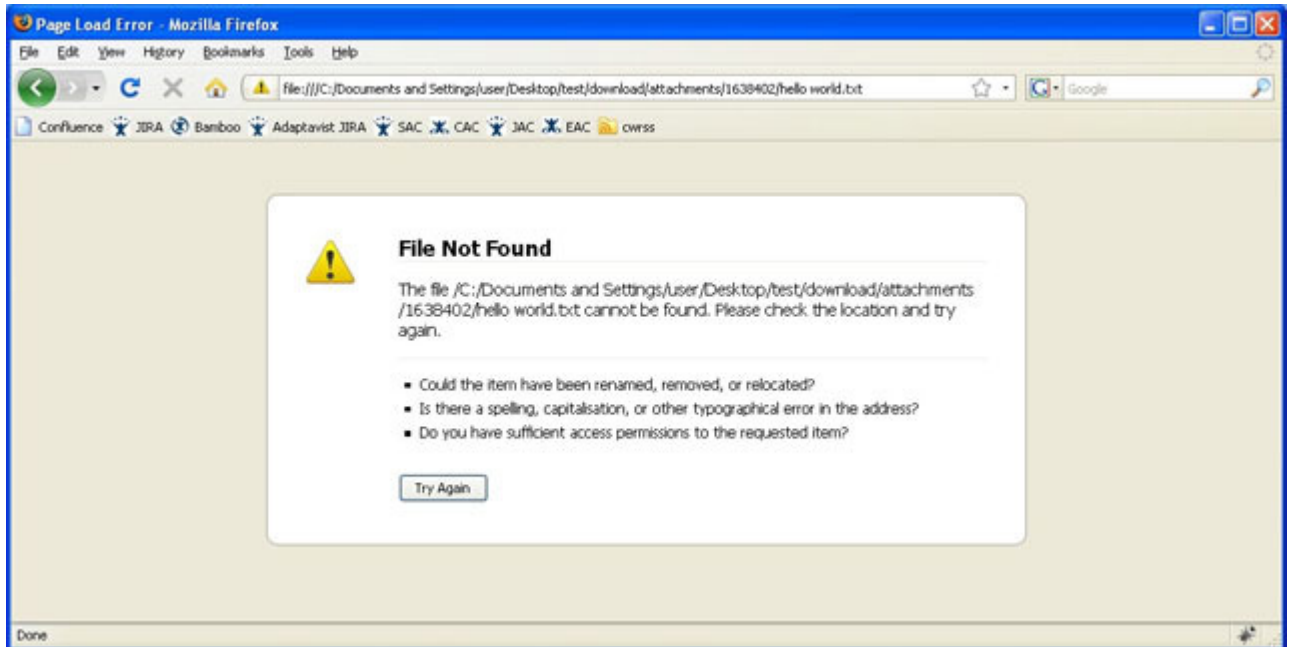 Page Load Error - Mozilla Firefox
File Edit View History Bookmarks Tools Help
file:///C:/Documents and Settings/user/Desktop/test/download/attachments/1638402/hello world.txt
Google
Confluence JIRA Bamboo Adaptavist JIRA SAC CAC JAC EAC cwrss
File Not Found
The file /C:/Documents and Settings/user/Desktop/test/download/attachments
/1638402/hello world.txt cannot be found. Please check the location and try
again.
Could the item have been renamed, removed, or relocated?
Is there a spelling, capitalisation, or other typographical error in the address?
Do you have sufficient access permissions to the requested item?
Try Again
Done